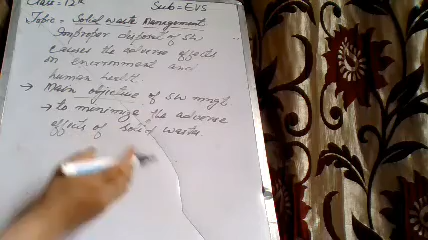 Class = 12th Sub = EVS
Topic = Solid waste Management
Improper disposal of SW
causes the adverse effects
on environment and
human health.
→ Main objective of SW mngt
→ to minimize the adverse
effects of solid waste.